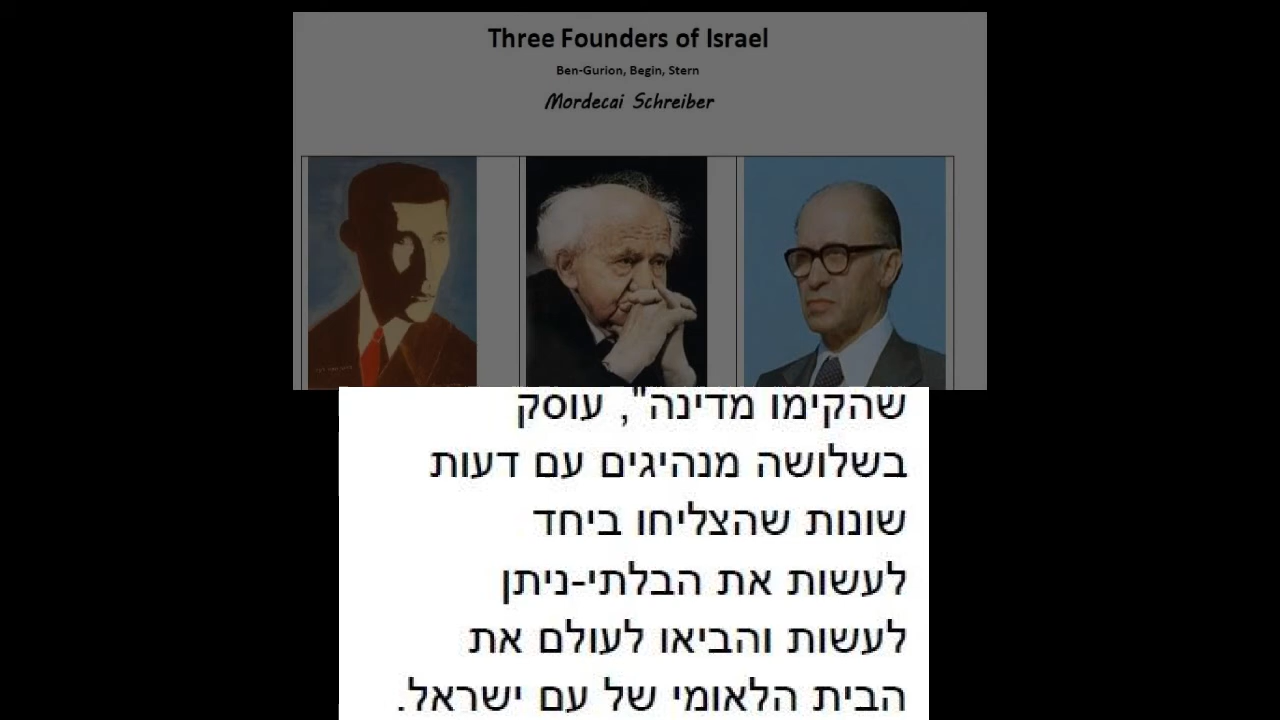 Three Founders of Israel
Ben-Gurion, Begin, Stern
Mordecai Schreiber
שהקימו מדינה", עוסק
בשלושה מנהיגים עם דעות
שונות שהצליחו ביחד
לעשות את הבלתי-ניתן
לעשות והביאו לעולם את
הבית הלאומי של עם ישראל.